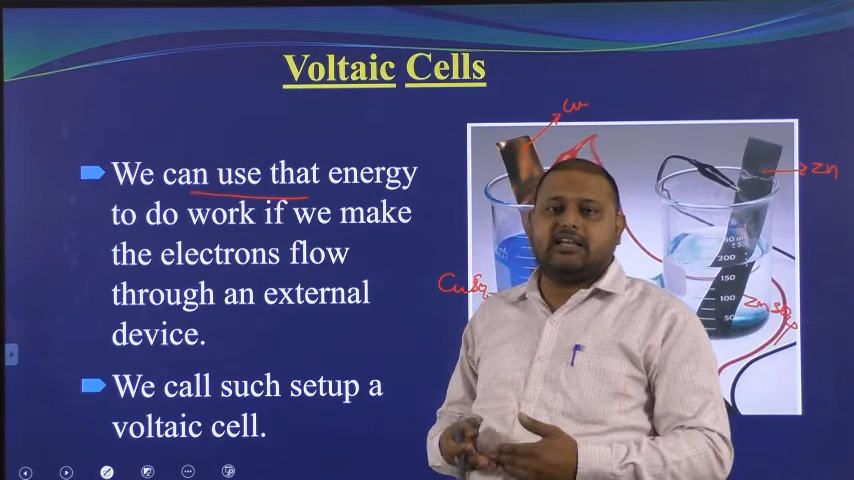 Voltaic Cells
We can use that energy
to do work if we make
the electrons flow
through an external
device.
We call such setup a
voltaic cell.
Cu
Zn
CuSO4
ZnSO4
200
150
100
50